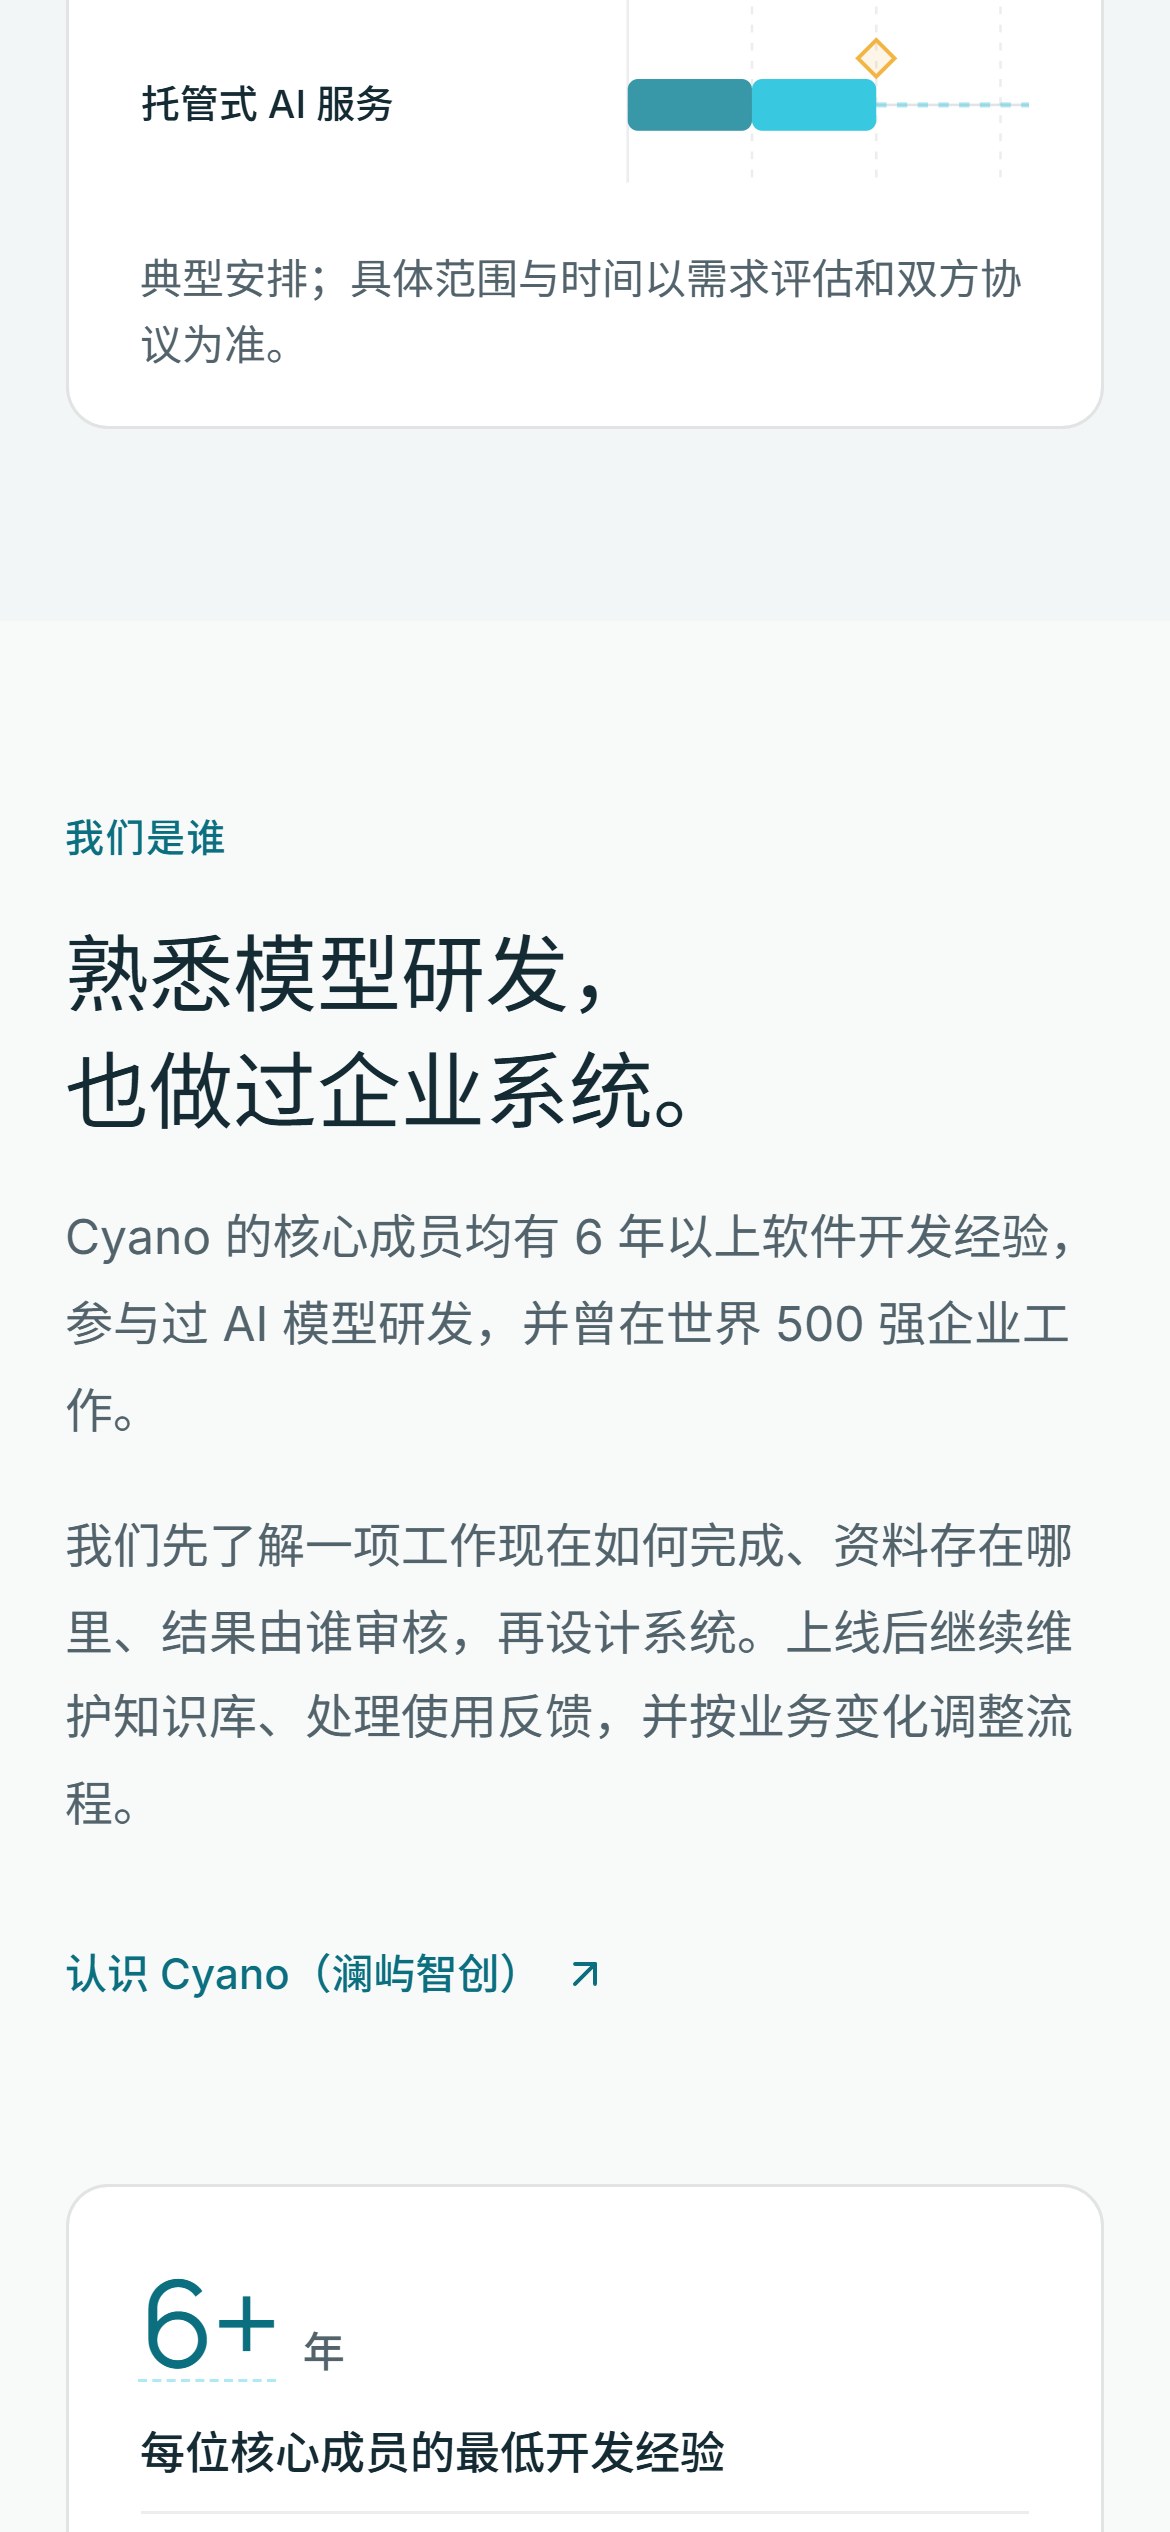 托管式 AI 服务
典型安排；具体范围与时间以需求评估和双方协
议为准。
我们是谁
熟悉模型研发，
也做过企业系统。
Cyano 的核心成员均有 6 年以上软件开发经验，
参与过 AI 模型研发，并曾在世界 500 强企业工
作。
我们先了解一项工作现在如何完成、资料存在哪
里、结果由谁审核，再设计系统。上线后继续维
护知识库、处理使用反馈，并按业务变化调整流
程。
认识 Cyano（澜屿智创）
6+ 年
每位核心成员的最低开发经验